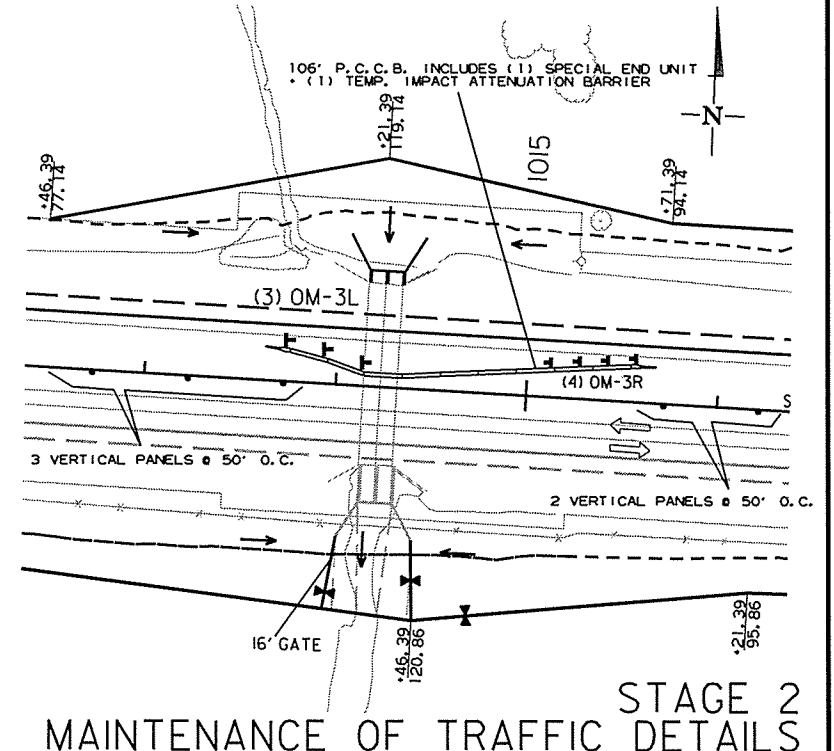 106' P.C.C.B. INCLUDES (1) SPECIAL END UNIT
+ (1) TEMP. IMPACT ATTENUATION BARRIER
N
+46.39
77.14
+21.39
119.14
1015
+71.39
94.14
(3) OM-3L
(4) OM-3R
S
3 VERTICAL PANELS @ 50' O.C.
2 VERTICAL PANELS @ 50' O.C.
16' GATE
+46.39
120.86
+21.39
95.86
STAGE 2
MAINTENANCE OF TRAFFIC DETAILS